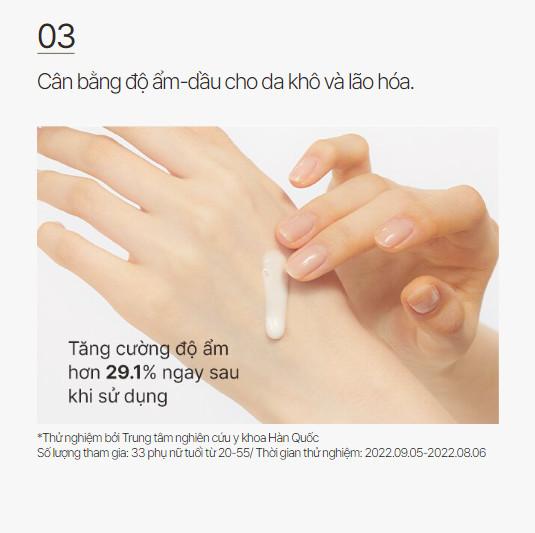 03
Cân bằng độ ẩm-dầu cho da khô và lão hóa.
Tăng cường độ ẩm
hơn 29.1% ngay sau
khi sử dụng
*Thử nghiệm bởi Trung tâm nghiên cứu y khoa Hàn Quốc
Số lượng tham gia: 33 phụ nữ tuổi từ 20-55/ Thời gian thử nghiệm: 2022.09.05-2022.08.06